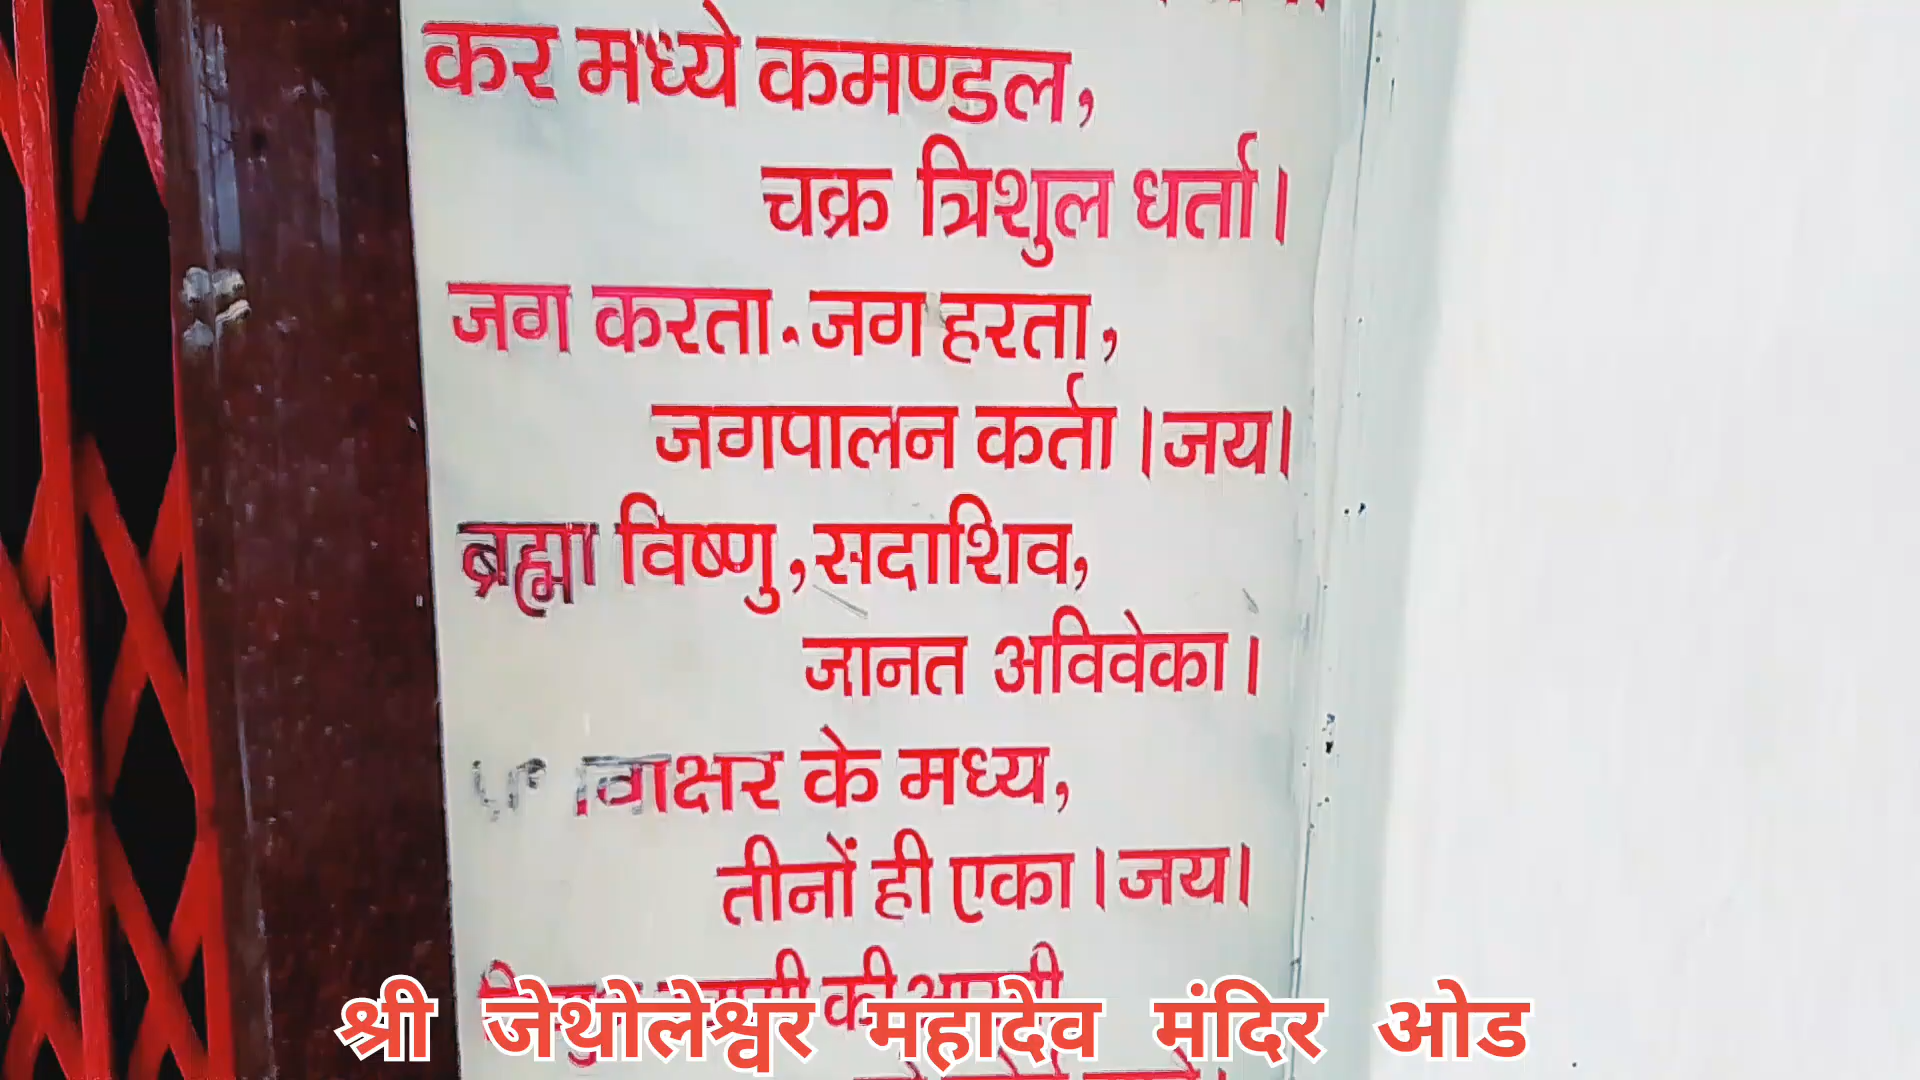 कर मध्ये कमण्डल,
चक्र त्रिशुल धर्ता।
जग करता.जग हरता,
जगपालन कर्ता।जय।
ब्रह्मा विष्णु,सदाशिव,
जानत अविवेका।
के मध्य,
तीनों ही एका।जय।
की आरती
श्री जेथोलेश्वर महादेव मंदिर ओड